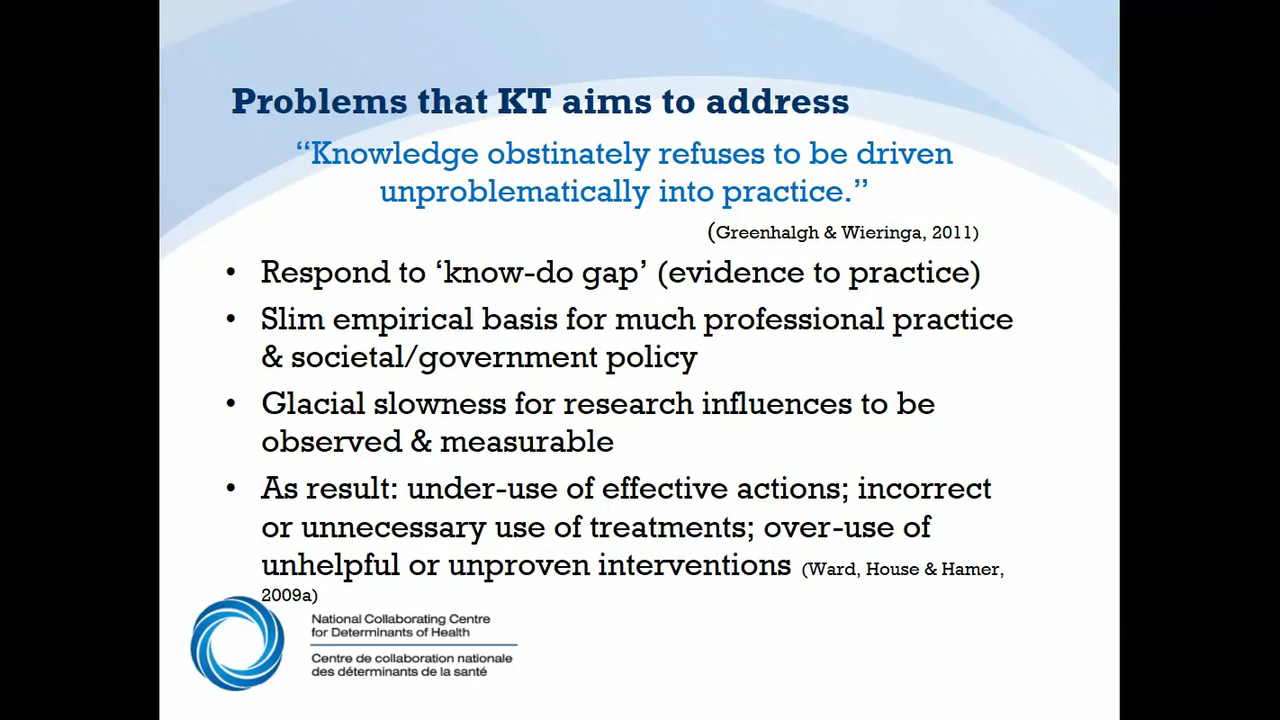 Problems that KT aims to address
“Knowledge obstinately refuses to be driven
unproblematically into practice.”
(Greenhalgh & Wieringa, 2011)
• Respond to ‘know-do gap’ (evidence to practice)
• Slim empirical basis for much professional practice
& societal/government policy
• Glacial slowness for research influences to be
observed & measurable
• As result: under-use of effective actions; incorrect
or unnecessary use of treatments; over-use of
unhelpful or unproven interventions (Ward, House & Hamer,
2009a)
National Collaborating Centre
for Determinants of Health
Centre de collaboration nationale
des déterminants de la santé